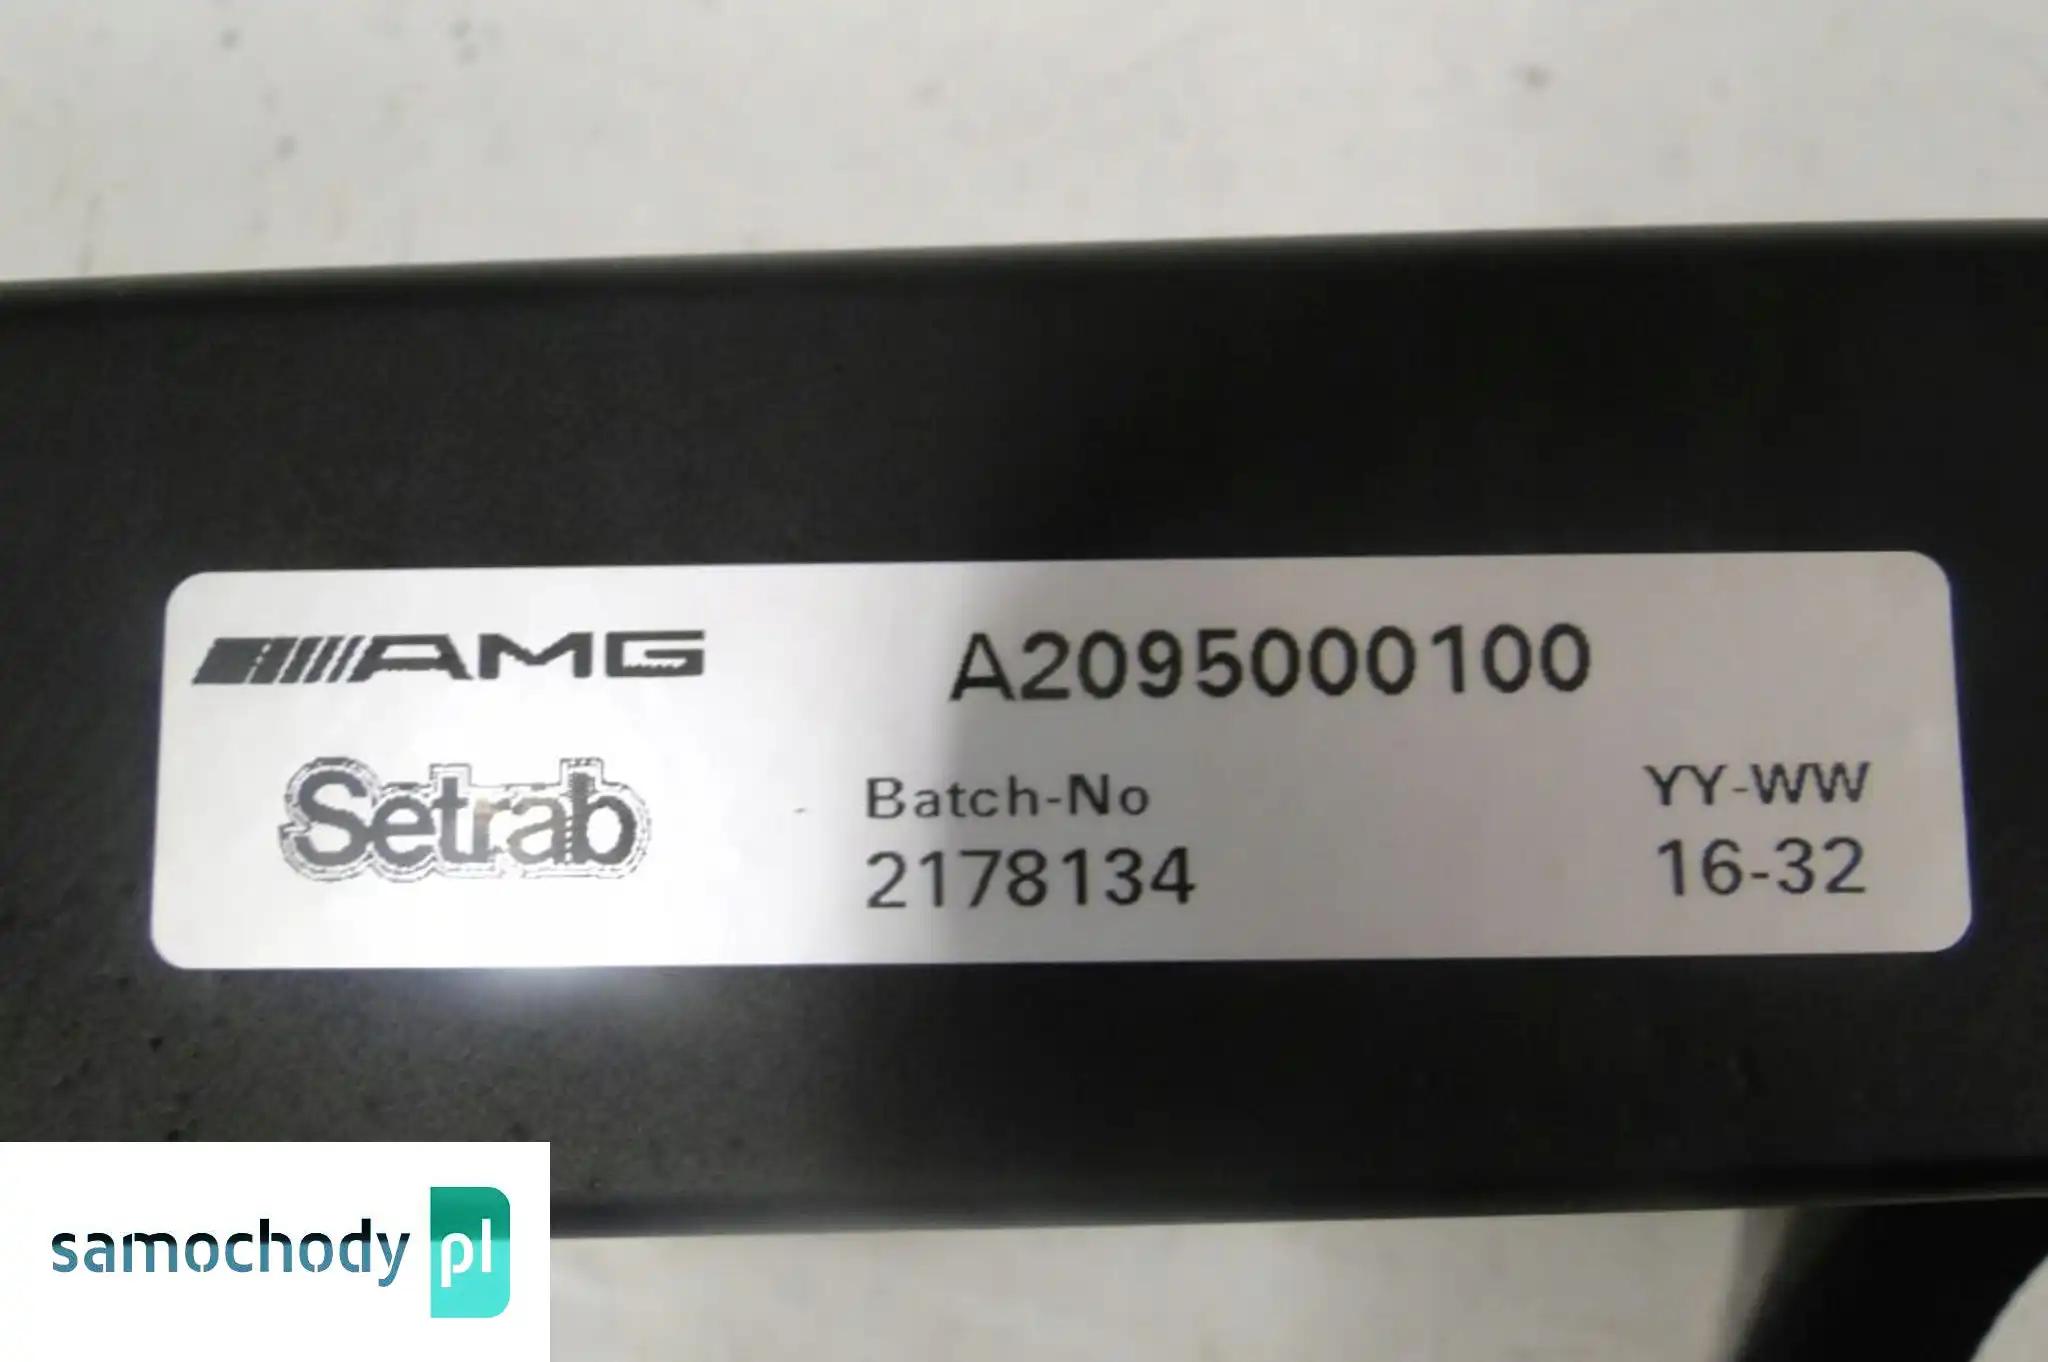 AMG
A2095000100
Setrab
Batch-No
YY-WW
2178134
16-32
samochody pl